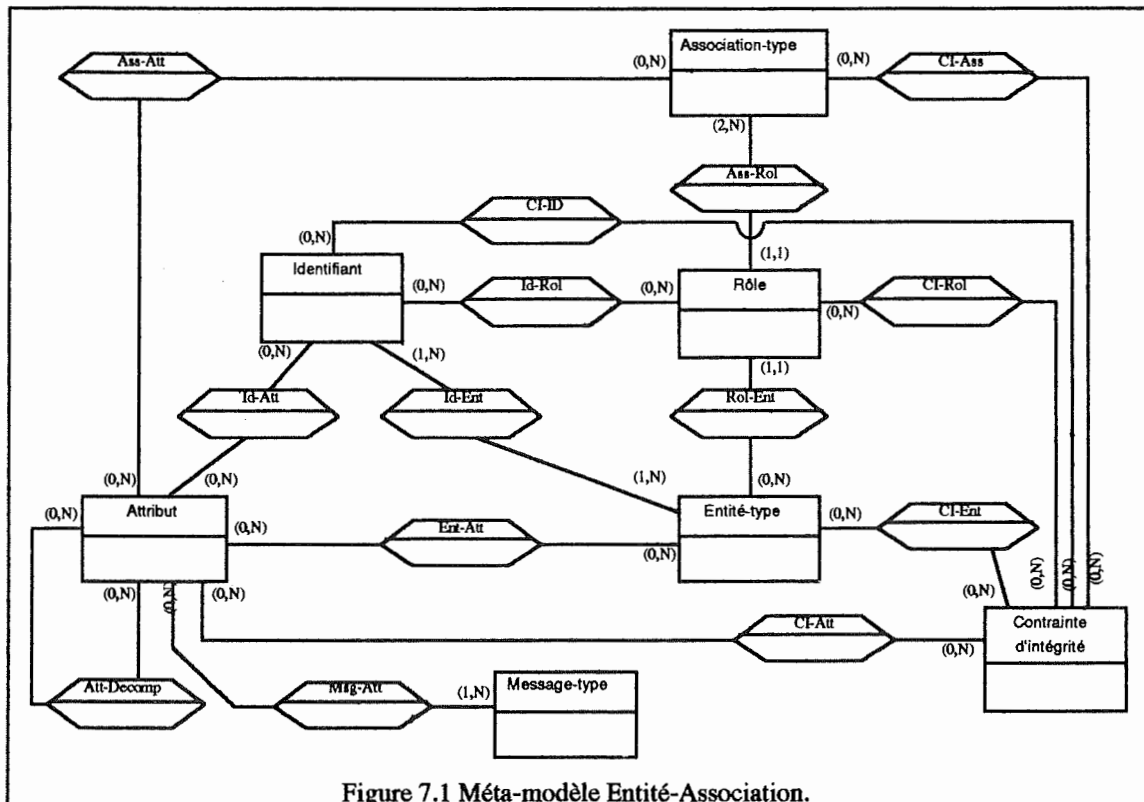 Association-type
Ass-Att
(0,N)
(0,N)
CI-Ass
(2,N)
Ass-Rol
CI-ID
(0,N)
(1,1)
Identifiant
(0,N)
Id-Rol
(0,N)
Rôle
(0,N)
CI-Rol
(0,N)
(1,N)
(1,1)
Id-Att
Id-Ent
Rol-Ent
(0,N)
(0,N)
(1,N)
(0,N)
(0,N)
Attribut
(0,N)
Ent-Att
(0,N)
Entité-type
(0,N)
CI-Ent
(0,N)
(0,N)
(0,N)
(0,N)
(0,N)
(0,N)
(0,N)
CI-Att
(0,N)
Contrainte
d'intégrité
Att-Decomp
Msg-Att
(1,N)
Message-type
Figure 7.1 Méta-modèle Entité-Association.